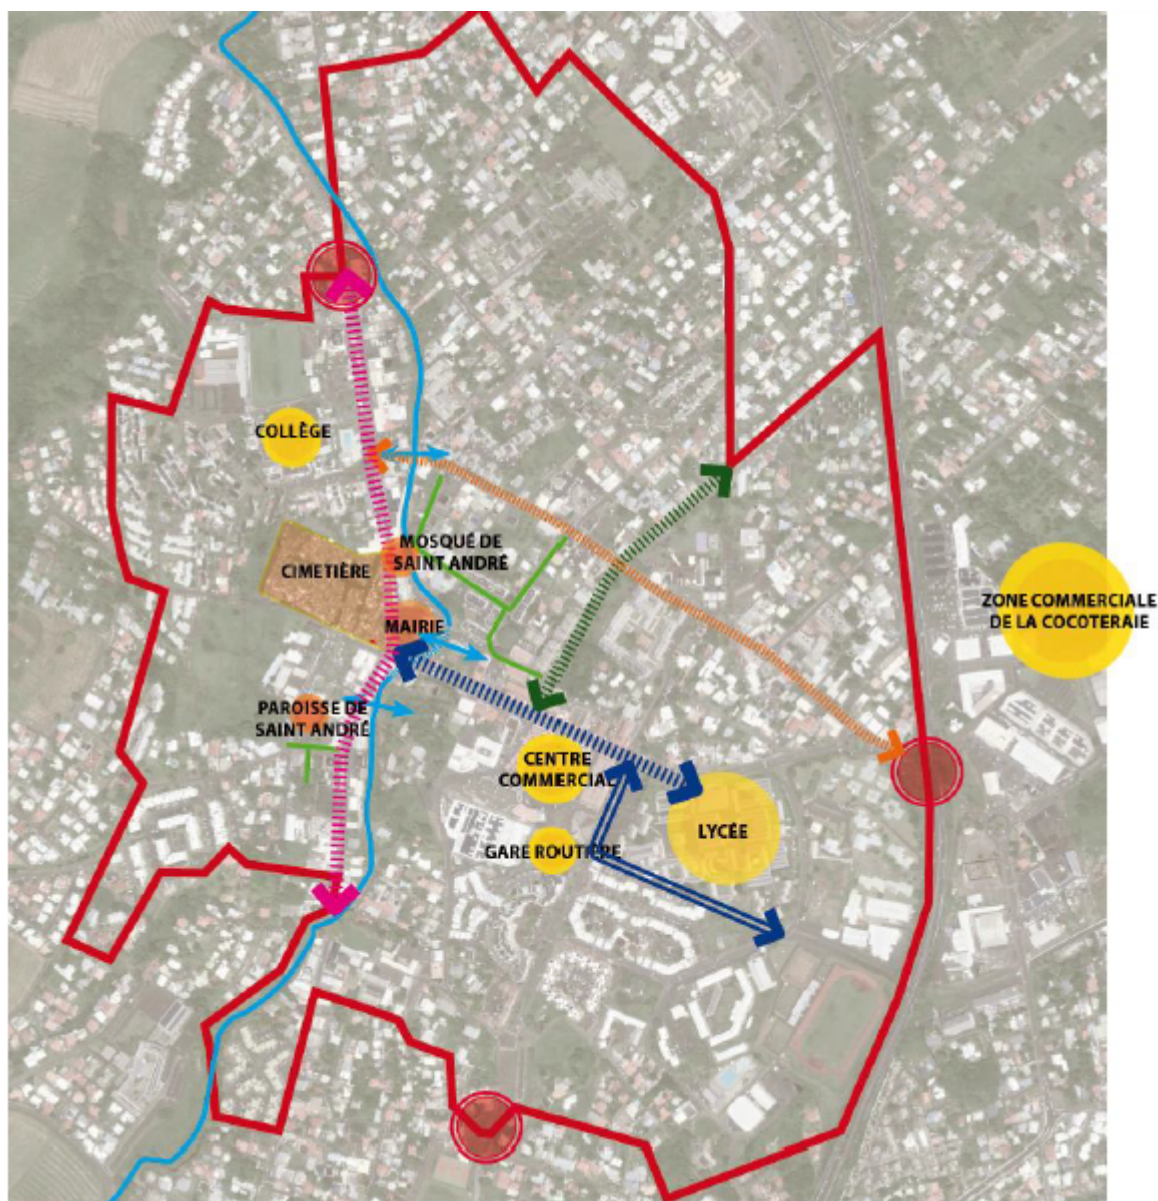 COLLÈGE
MOSQUÉ DE
SAINT ANDRÉ
CIMETIÈRE
ZONE COMMERCIALE
DE LA COCOTERAIE
MAIRIE
PAROISSE DE
SAINT ANDRÉ
CENTRE
COMMERCIAL
LYCÉE
GARE ROUTIÈRE